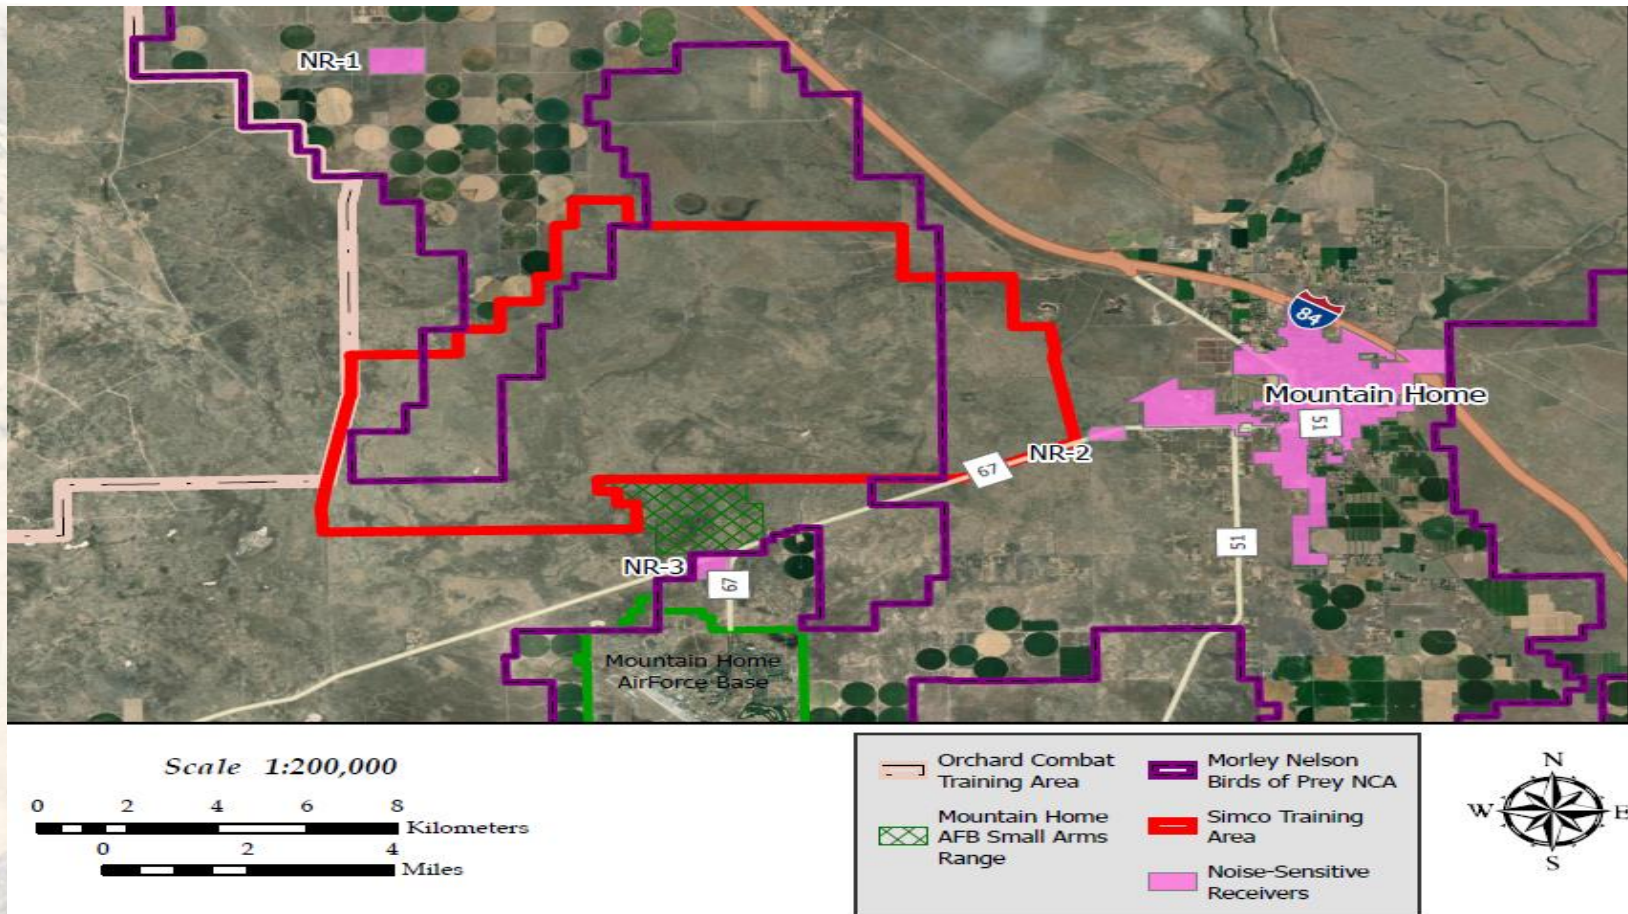 NR-1
84
Mountain Home
51
NR-2
67
51
NR-3
67
Mountain Home
AirForce Base
Scale 1:200,000
0 2 4 6 8
Kilometers
0 2 4
Miles
Orchard Combat
Training Area
Mountain Home
AFB Small Arms
Range
Morley Nelson
Birds of Prey NCA
Simco Training
Area
Noise-Sensitive
Receivers
N
W E
S